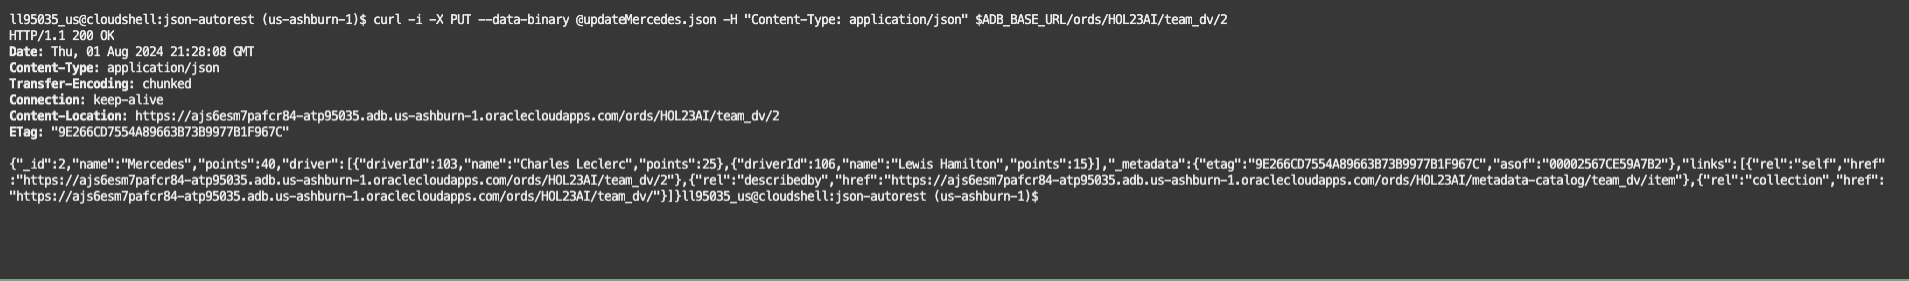 ll95035_us@cloudshell:json-autorest (us-ashburn-1)$ curl -i -X PUT --data-binary @updateMercedes.json -H "Content-Type: application/json" $ADB_BASE_URL/ords/HOL23AI/team_dv/2
HTTP/1.1 200 OK
Date: Thu, 01 Aug 2024 21:28:08 GMT
Content-Type: application/json
Transfer-Encoding: chunked
Connection: keep-alive
Content-Location: https://ajs6esm7pafcr84-atp95035.adb.us-ashburn-1.oraclecloudapps.com/ords/HOL23AI/team_dv/2
ETag: "9E266CD7554A89663B73B9977B1F967C"
{"_id":2,"name":"Mercedes","points":40,"driver":[{"driverId":103,"name":"Charles Leclerc","points":25},{"driverId":106,"name":"Lewis Hamilton","points":15}],"_metadata":{"etag":"9E266CD7554A89663B73B9977B1F967C","asof":"00002567CE59A7B2"},"links":[{"rel":"self","href"
:"https://ajs6esm7pafcr84-atp95035.adb.us-ashburn-1.oraclecloudapps.com/ords/HOL23AI/team_dv/2"},{"rel":"describedby","href":"https://ajs6esm7pafcr84-atp95035.adb.us-ashburn-1.oraclecloudapps.com/ords/HOL23AI/metadata-catalog/team_dv/item"},{"rel":"collection","href":
"https://ajs6esm7pafcr84-atp95035.adb.us-ashburn-1.oraclecloudapps.com/ords/HOL23AI/team_dv/"}]}ll95035_us@cloudshell:json-autorest (us-ashburn-1)$